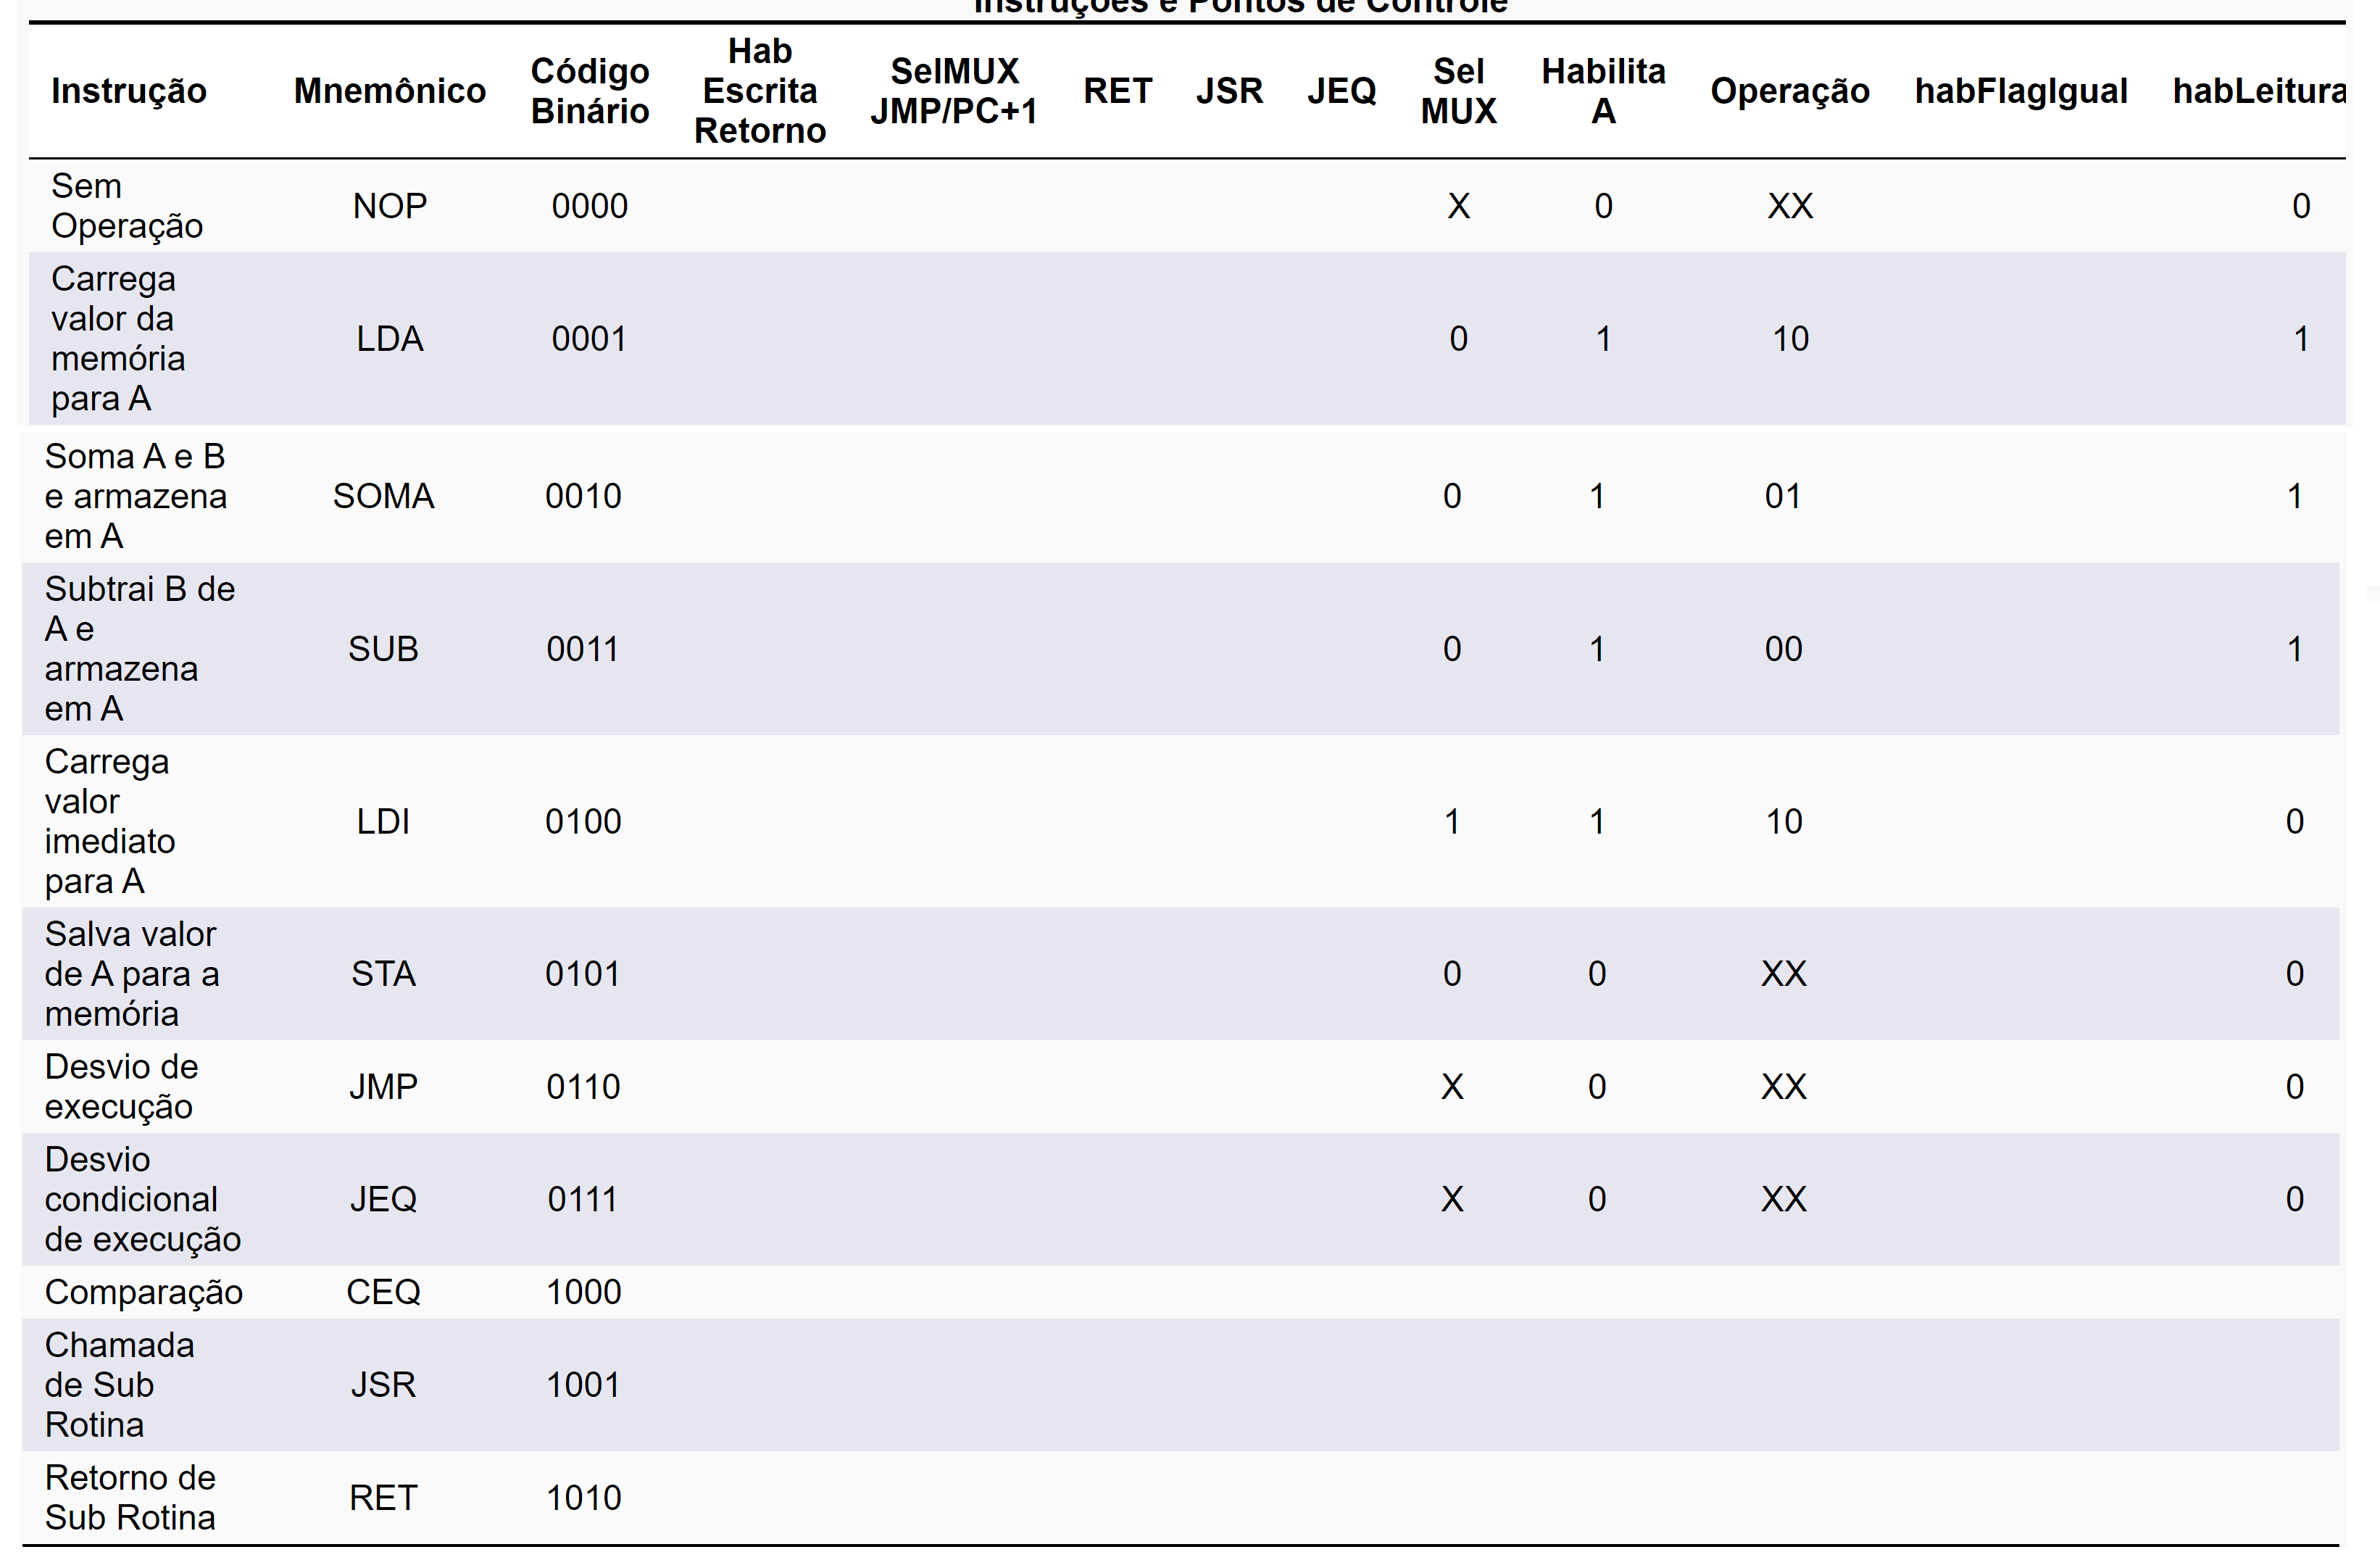 Instruções e Pontos de Controle
Instrução Mnemônico Código Binário Hab Escrita Retorno SelMUX JMP/PC+1 RET JSR JEQ Sel MUX Habilita A Operação habFlagIgual habLeitura
Sem Operação NOP 0000 X 0 XX 0
Carrega valor da memória para A LDA 0001 0 1 10 1
Soma A e B e armazena em A SOMA 0010 0 1 01 1
Subtrai B de A e armazena em A SUB 0011 0 1 00 1
Carrega valor imediato para A LDI 0100 1 1 10 0
Salva valor de A para a memória STA 0101 0 0 XX 0
Desvio de execução JMP 0110 X 0 XX 0
Desvio condicional de execução JEQ 0111 X 0 XX 0
Comparação CEQ 1000
Chamada de Sub Rotina JSR 1001
Retorno de Sub Rotina RET 1010